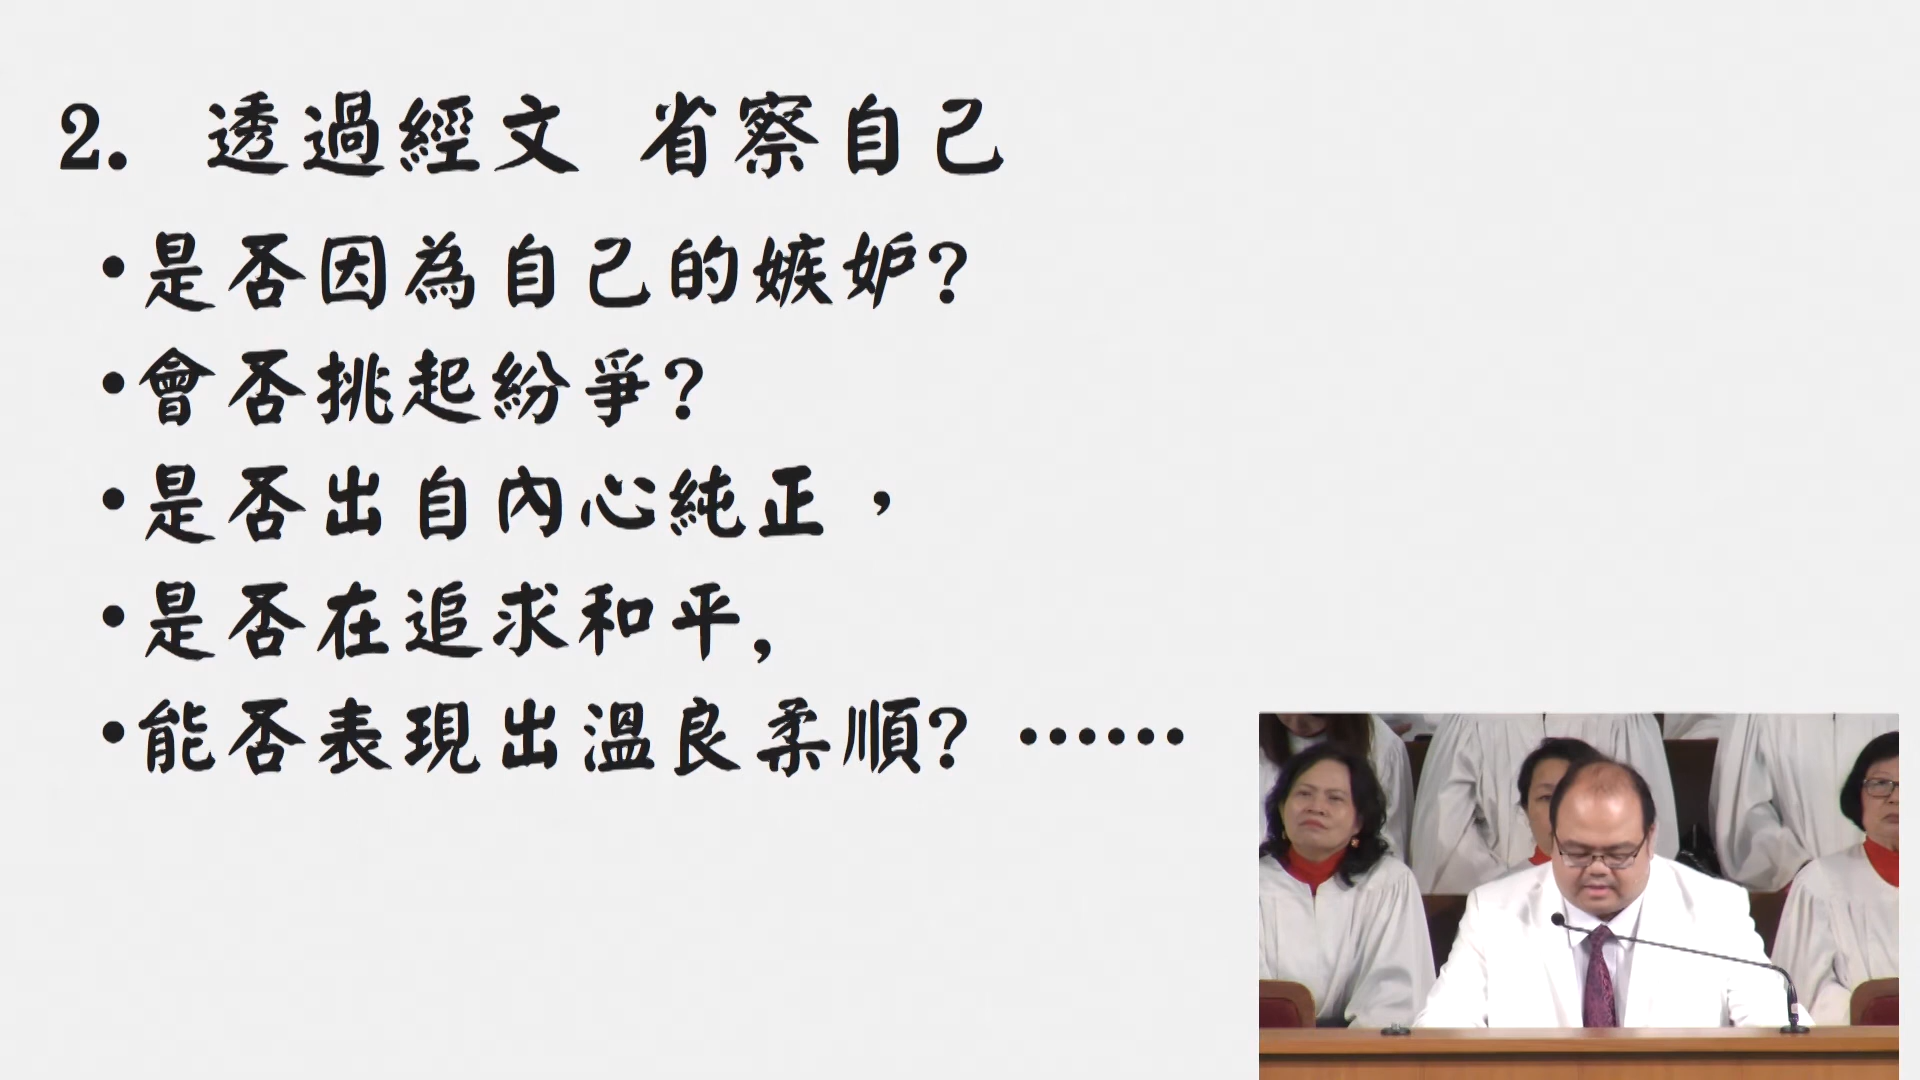 2. 透過經文 省察自己
•是否因為自己的嫉妒?
•會否挑起紛爭?
•是否出自內心純正，
•是否在追求和平,
•能否表現出溫良柔順? ⋯⋯